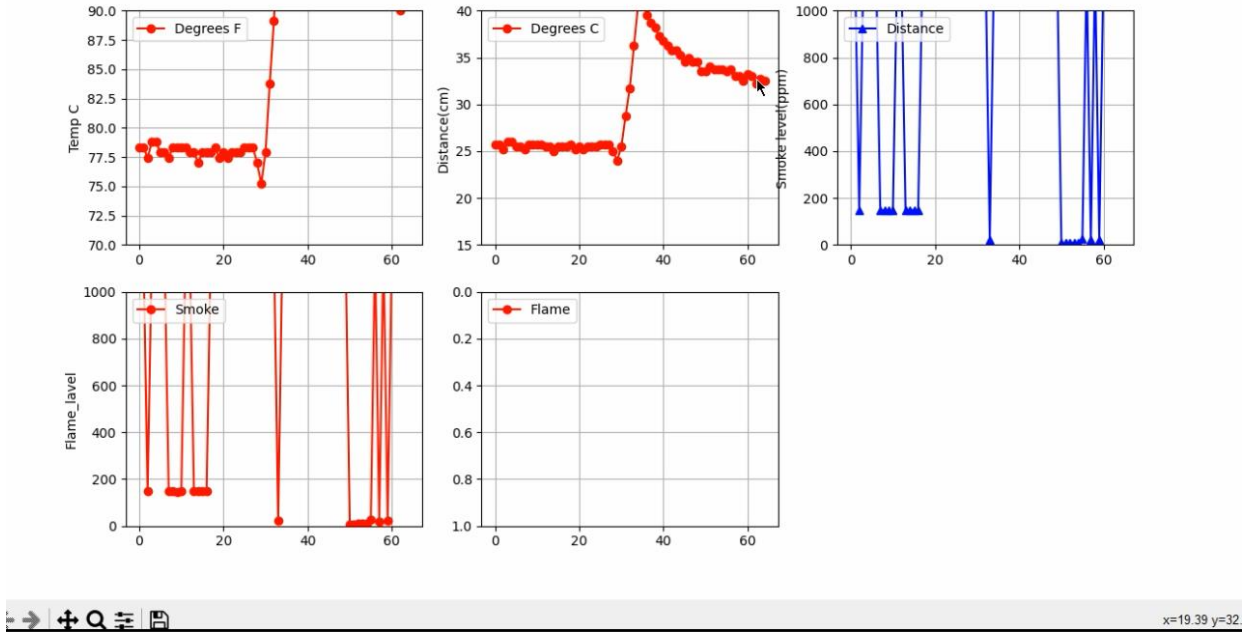 90.0
87.5
85.0
82.5
80.0
77.5
75.0
72.5
70.0
Temp C
Degrees F
0 20 40 60
40
35
30
25
20
15
Distance(cm)
Degrees C
0 20 40 60
1000
800
600
400
200
0
Smoke level(ppm)
Distance
0 20 40 60
1000
800
600
400
200
0
Flame_lavel
Smoke
0 20 40 60
0.0
0.2
0.4
0.6
0.8
1.0
Flame
0 20 40 60
x=19.39 y=32.